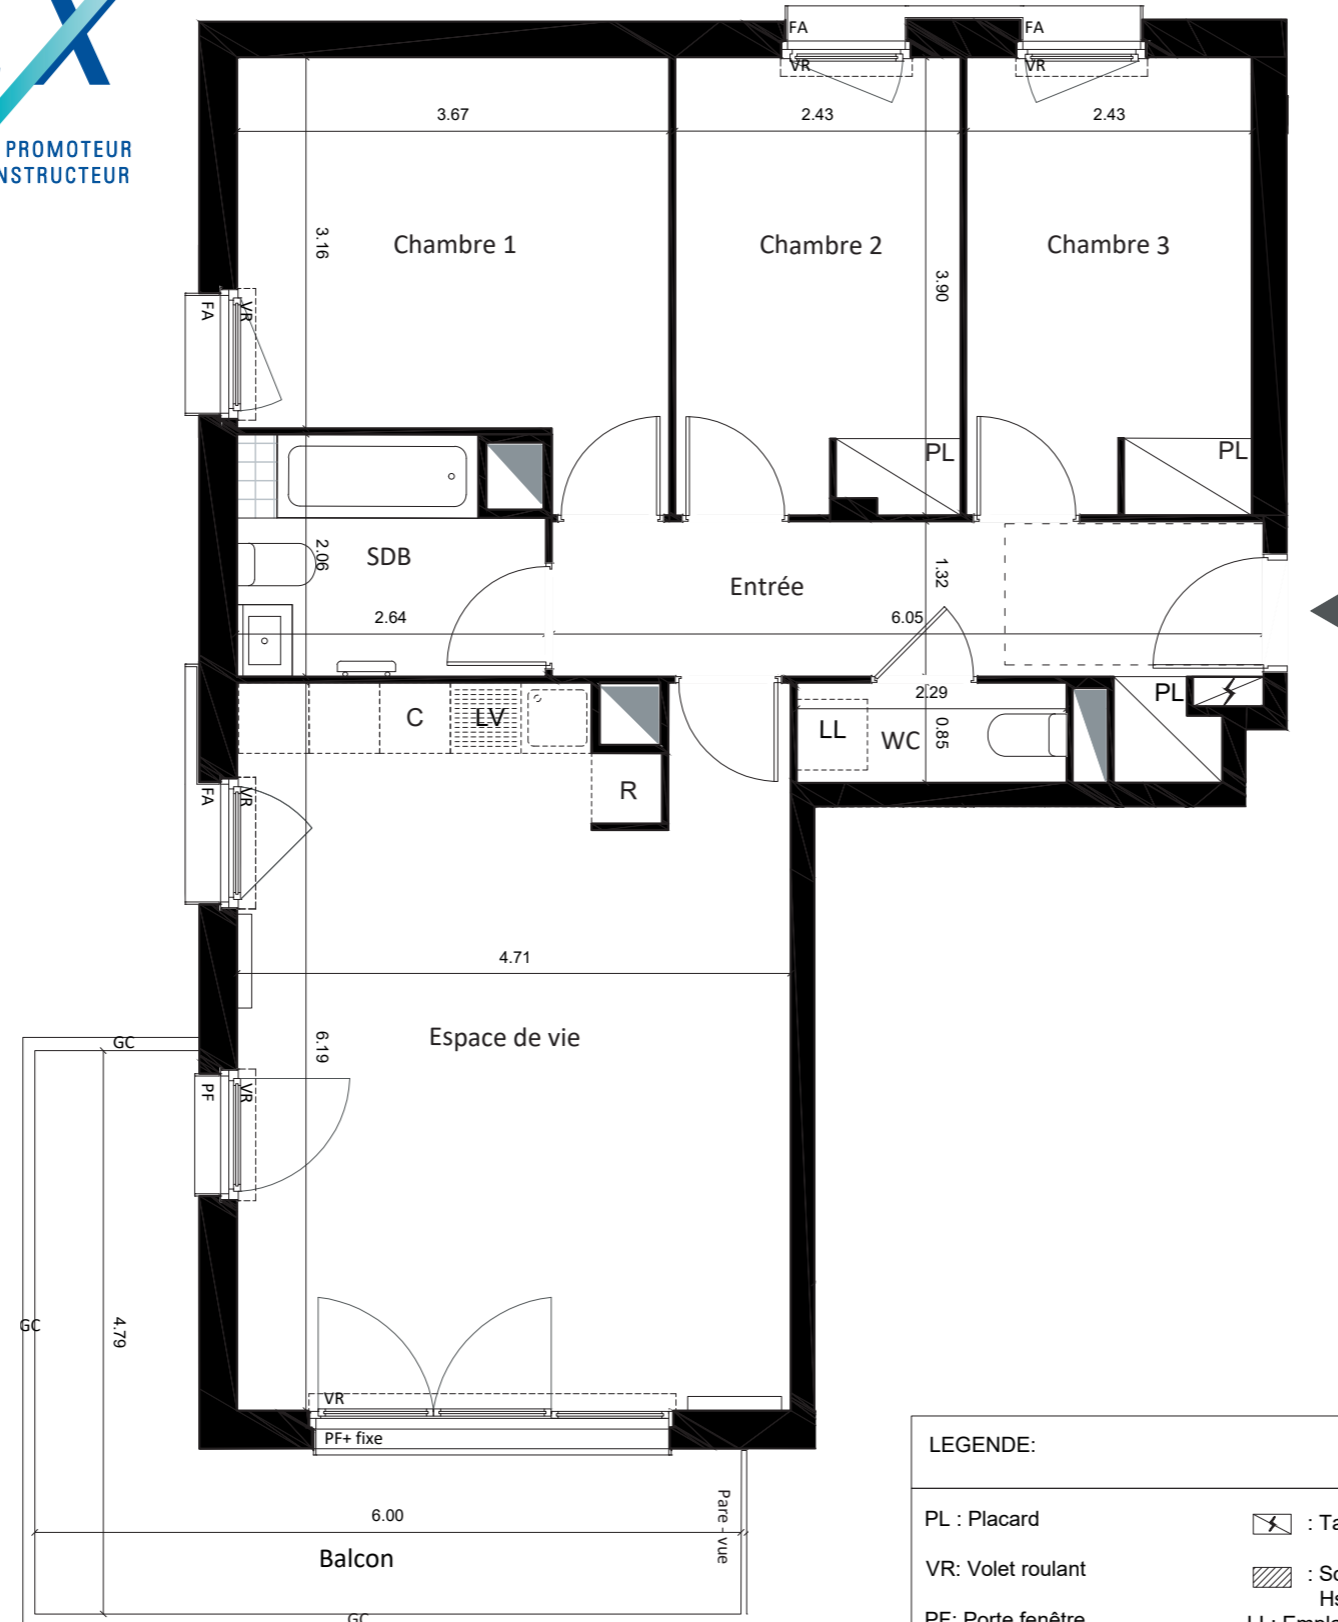 PROMOTEUR
FA
FA
VR
VR
3.67
2.43
2.43
Chambre 1
Chambre 2
Chambre 3
3.16
3.90
FA
VR
PL
PL
SDB
2.06
2.64
Entrée
1.32
6.05
PL
2.29
C
LV
LL
WC
0.85
R
FA
VR
4.71
Espace de vie
6.19
GC
PF
VR
GC
4.79
VR
PF+ fixe
Pare - vue
6.00
Balcon
GC
LEGENDE:
PL : Placard
VR: Volet roulant
PF: Porte fenêtre